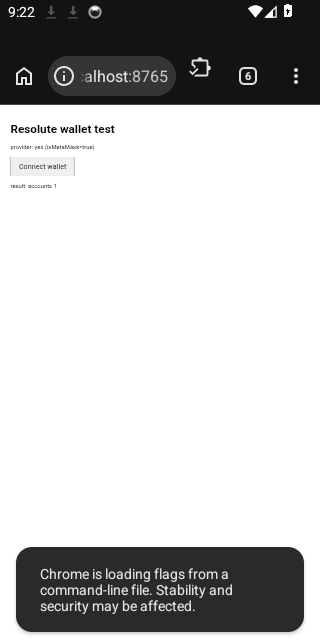 9:22
:alhost:8765
6
Resolute wallet test
provider: yes (isMetaMask=true)
Connect wallet
result: accounts 1
Chrome is loading flags from a
command-line file. Stability and
security may be affected.